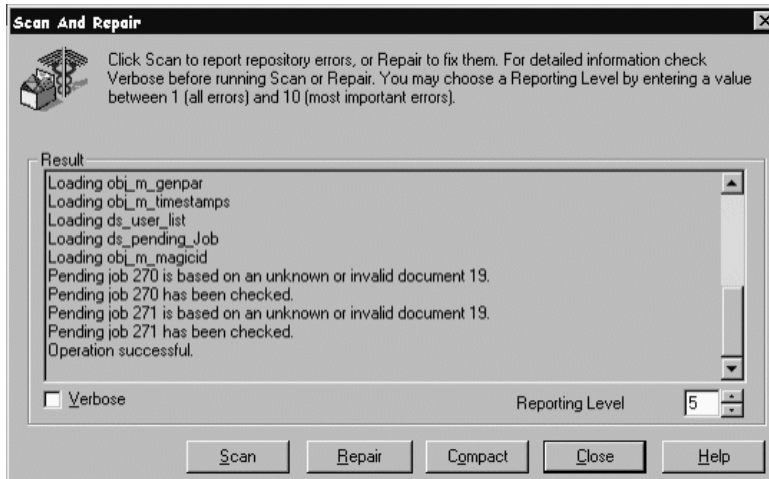 Scan And Repair
Click Scan to report repository errors, or Repair to fix them. For detailed information check
Verbose before running Scan or Repair. You may choose a Reporting Level by entering a value
between 1 (all errors) and 10 (most important errors).
Result
Loading obj_m_genpar
Loading obj_m_timestamps
Loading ds_user_list
Loading ds_pending_Job
Loading obj_m_magicid
Pending job 270 is based on an unknown or invalid document 19.
Pending job 270 has been checked.
Pending job 271 is based on an unknown or invalid document 19.
Pending job 271 has been checked.
Operation successful.
Verbose
Reporting Level 5
Scan Repair Compact Close Help